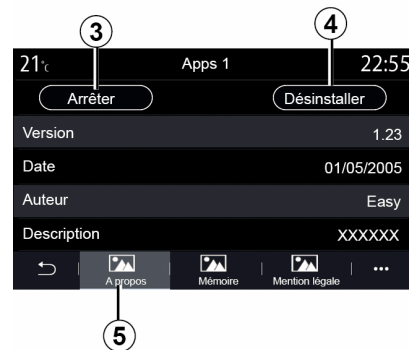 3 4
21°c Apps 1 22:55
Arrêter Désinstaller
Version 1.23
Date 01/05/2005
Auteur Easy
Description XXXXXX
A propos Mémoire Mention légale
5